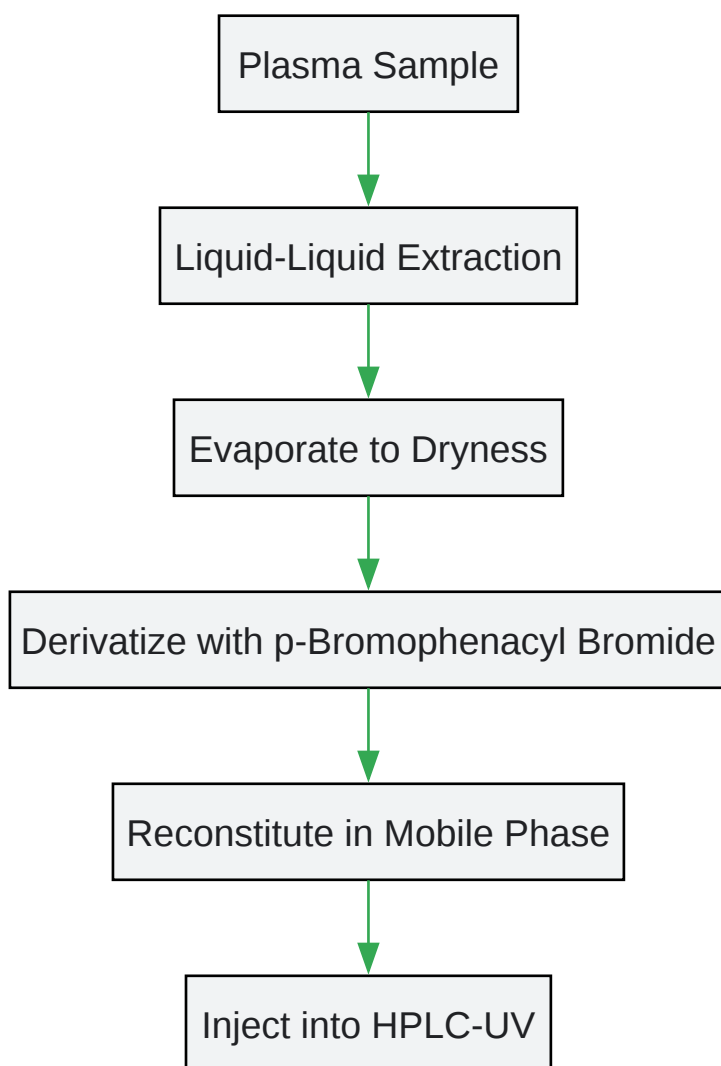 Plasma Sample
Liquid-Liquid Extraction
Evaporate to Dryness
Derivatize with p-Bromophenacyl Bromide
Reconstitute in Mobile Phase
Inject into HPLC-UV